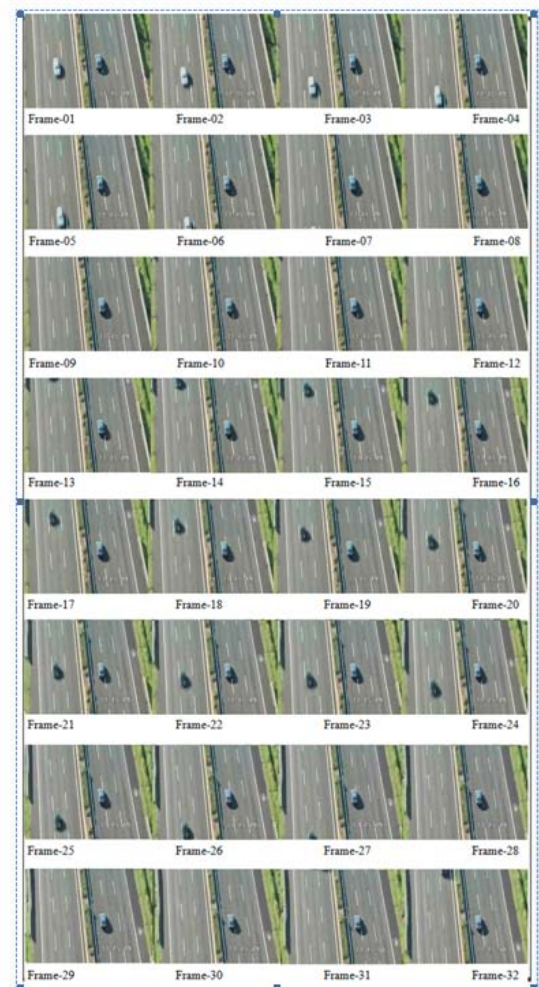 Frame-01 Frame-02 Frame-03 Frame-04
Frame-05 Frame-06 Frame-07 Frame-08
Frame-09 Frame-10 Frame-11 Frame-12
Frame-13 Frame-14 Frame-15 Frame-16
Frame-17 Frame-18 Frame-19 Frame-20
Frame-21 Frame-22 Frame-23 Frame-24
Frame-25 Frame-26 Frame-27 Frame-28
Frame-29 Frame-30 Frame-31 Frame-32